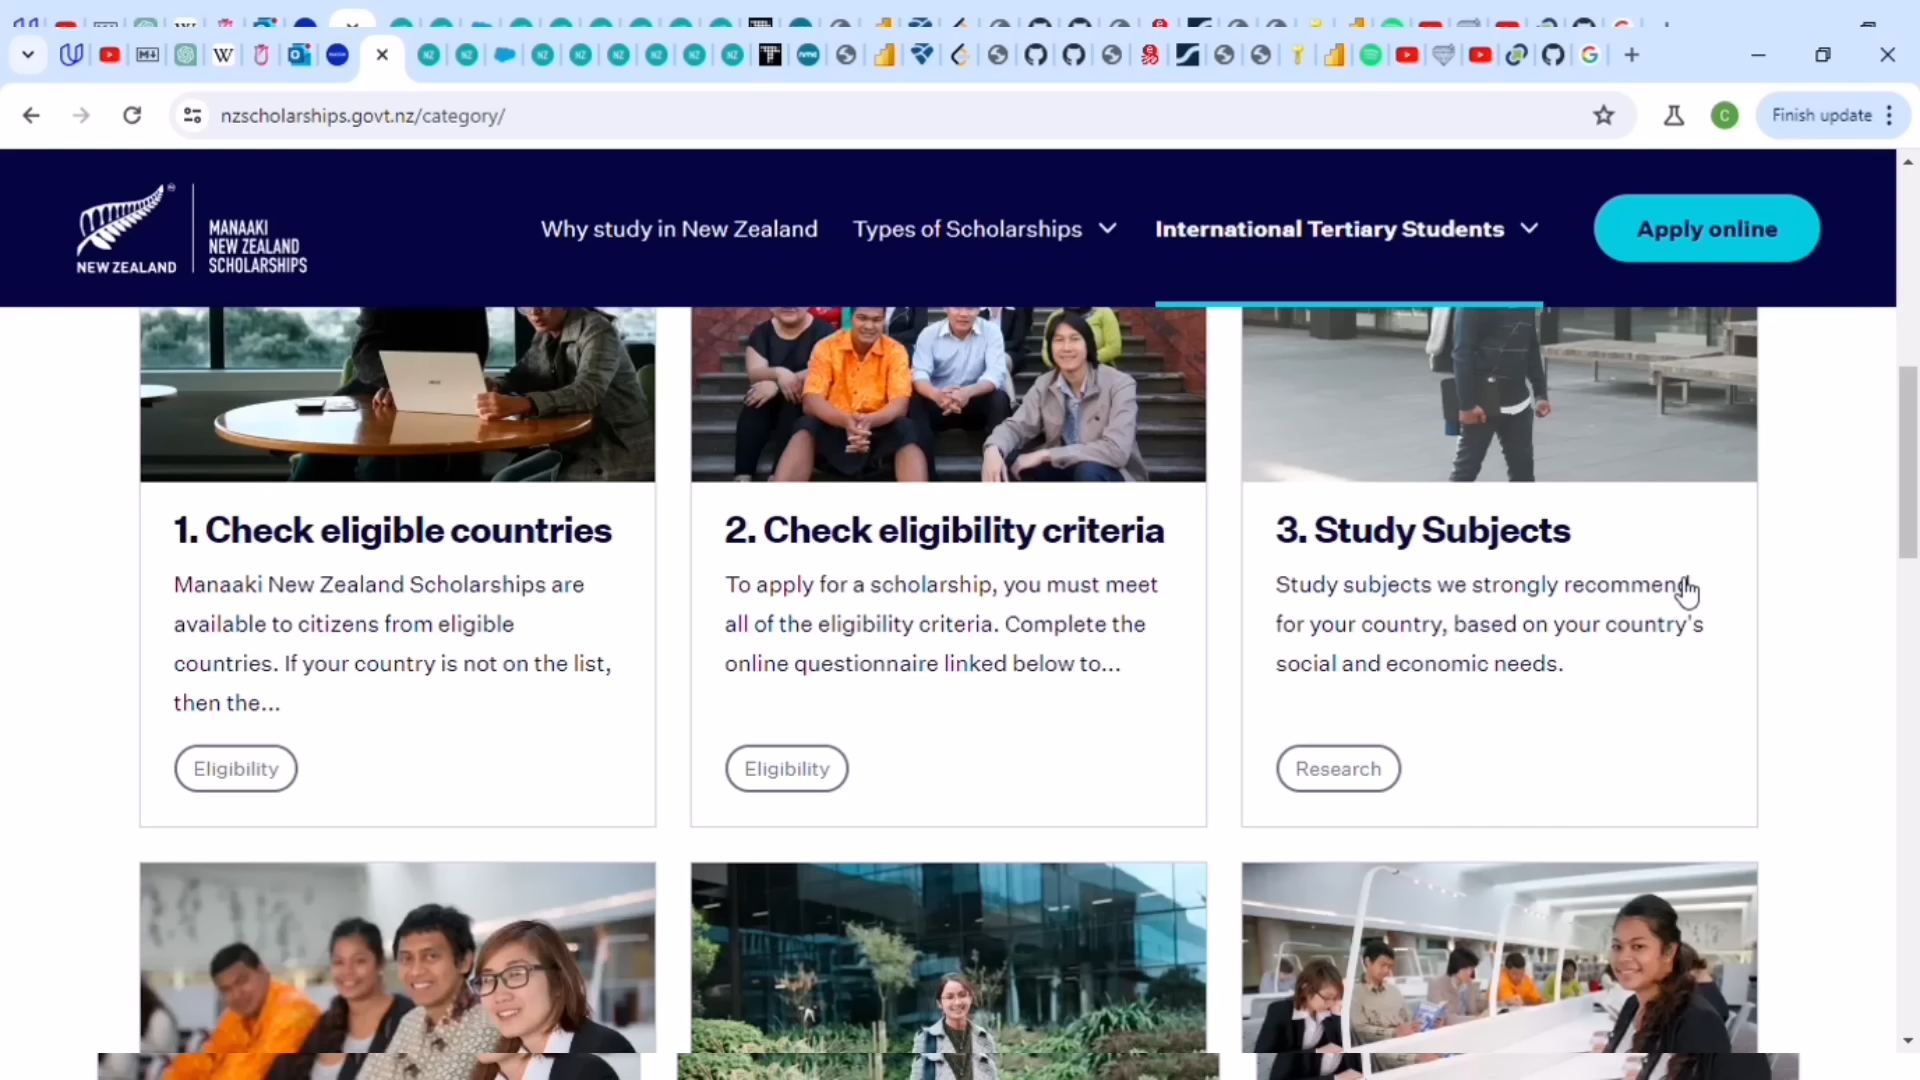 nzscholarships.govt.nz/category/
Finish update
NEW ZEALAND
MANAAKI
NEW ZEALAND
SCHOLARSHIPS
Why study in New Zealand
Types of Scholarships
International Tertiary Students
Apply online
1. Check eligible countries
Manaaki New Zealand Scholarships are
available to citizens from eligible
countries. If your country is not on the list,
then the...
Eligibility
2. Check eligibility criteria
To apply for a scholarship, you must meet
all of the eligibility criteria. Complete the
online questionnaire linked below to...
Eligibility
3. Study Subjects
Study subjects we strongly recommend
for your country, based on your country's
social and economic needs.
Research